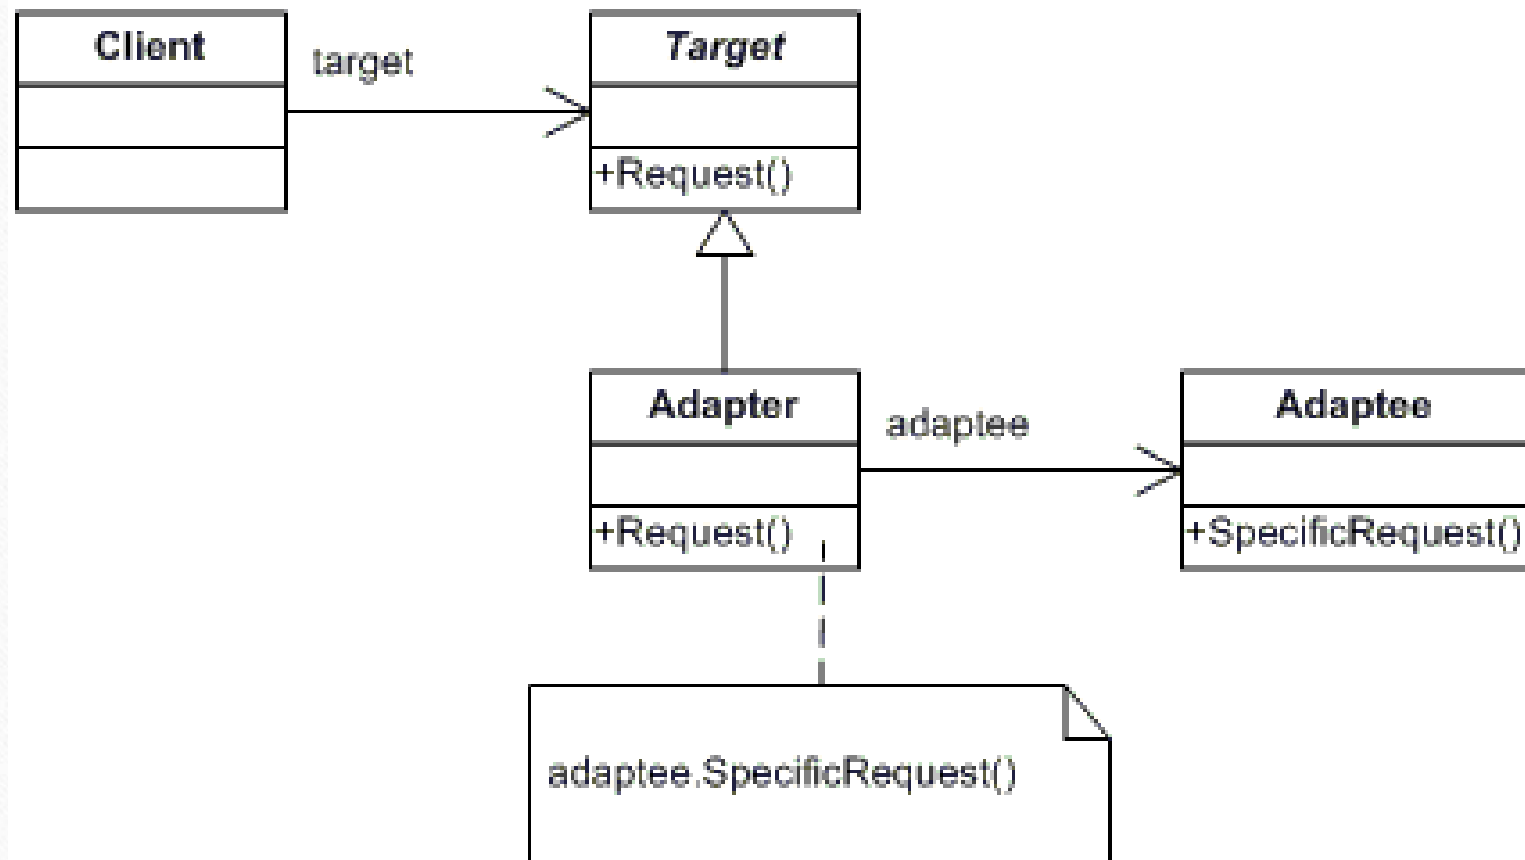 Client
target
Target
+Request()
Adapter
adaptee
Adaptee
+Request()
+SpecificRequest()
adaptee.SpecificRequest()